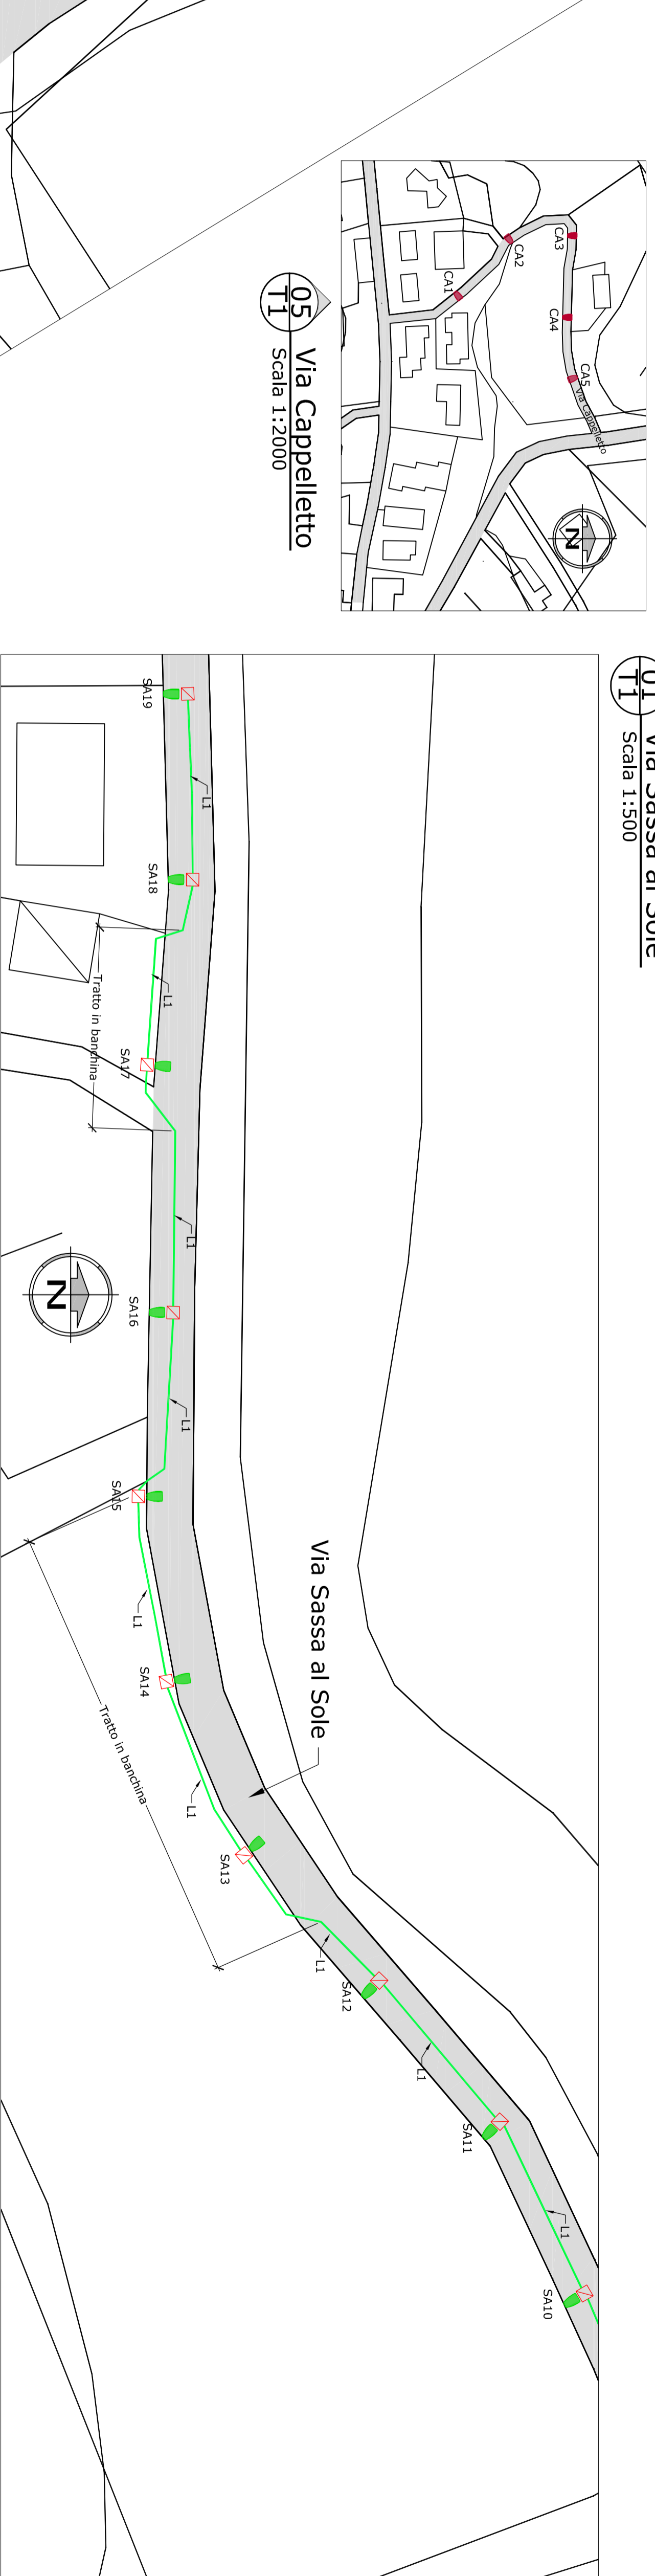 CA1
CA2
CA3
CA4
CA5
Via Cappelletto
N
05
T1
Via Cappelletto
Scala 1:2000
01
T1
Via Sassa al Sole
Scala 1:500
SA19
L1
SA18
L1
Tratto in banchina
SA17
L1
N
SA16
L1
SA15
L1
Via Sassa al Sole
SA14
Tratto in banchina
L1
SA13
L1
SA12
L1
SA11
L1
SA10